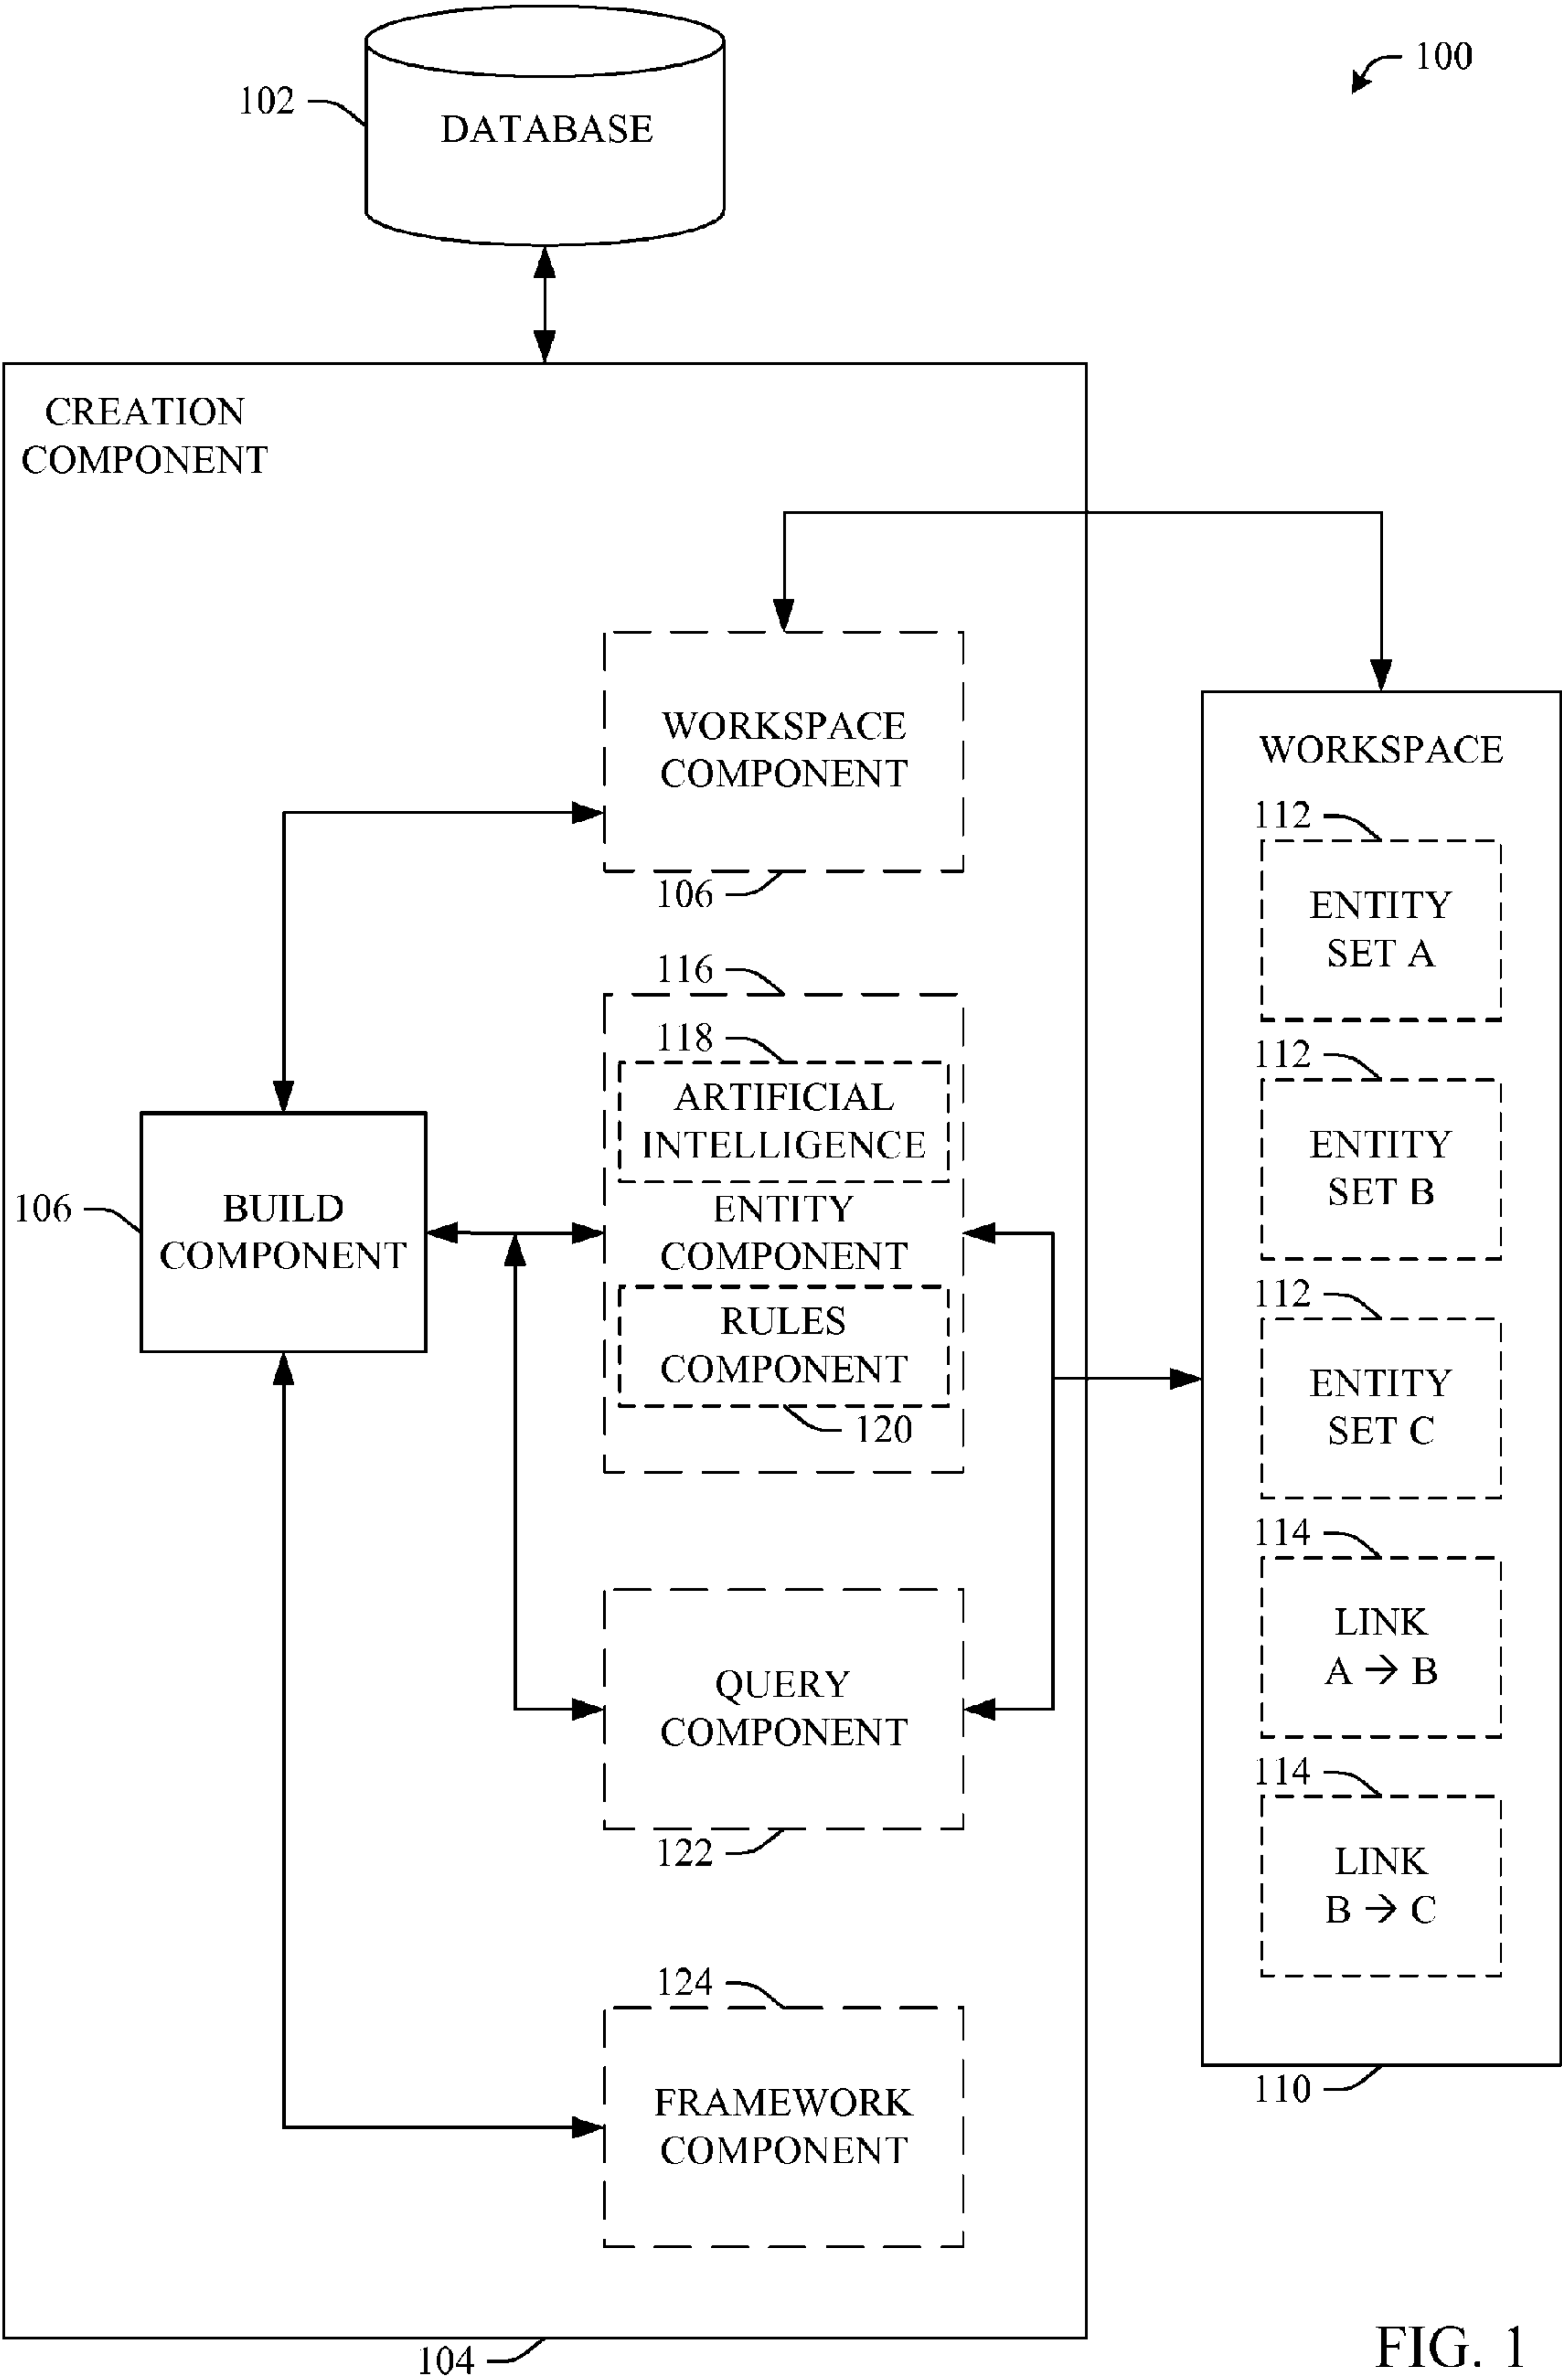 100
102
DATABASE
CREATION
COMPONENT
WORKSPACE
COMPONENT
106
WORKSPACE
112
ENTITY
SET A
112
ENTITY
SET B
112
ENTITY
SET C
114
LINK
A → B
114
LINK
B → C
110
116
118
ARTIFICIAL
INTELLIGENCE
ENTITY
COMPONENT
RULES
COMPONENT
120
106
BUILD
COMPONENT
QUERY
COMPONENT
122
124
FRAMEWORK
COMPONENT
104
FIG. 1